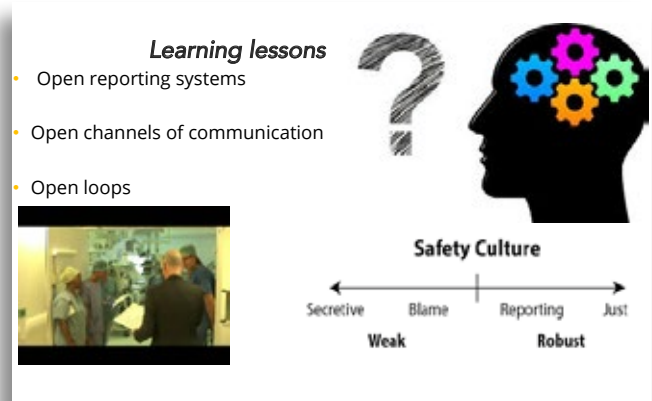 Learning lessons
• Open reporting systems
• Open channels of communication
• Open loops
?
Safety Culture
Secretive Blame Reporting Just
Weak Robust